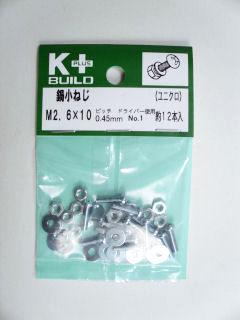 K+
PLUS
BUILD
鍋小ねじ
(ユニクロ)
M2.6×10
ピッチ ドライバー使用
0.45mm No.1
約12本入